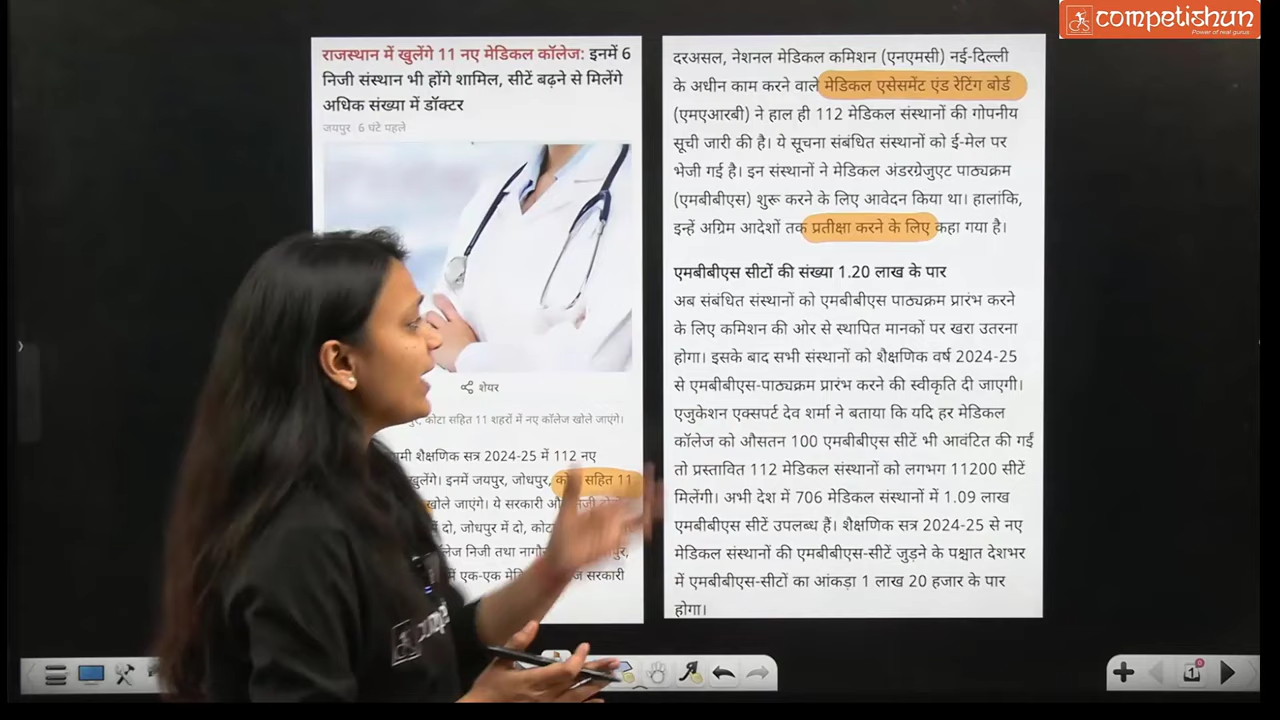 competishun
Power of real gurus
राजस्थान में खुलेंगे 11 नए मेडिकल कॉलेज: इनमें 6
निजी संस्थान भी होंगे शामिल, सीटें बढ़ने से मिलेंगे
अधिक संख्या में डॉक्टर
जयपुर 6 घंटे पहले
शेयर
कोटा सहित 11 शहरों में नए कॉलेज खोले जाएंगे।
शैक्षणिक सत्र 2024-25 में 112 नए
खुलेंगे। इनमें जयपुर, जोधपुर, सहित 11
खोले जाएंगे। ये सरकारी
में दो, जोधपुर में दो,
निजी तथा
में एक-एक सरकारी
दरअसल, नेशनल मेडिकल कमिशन (एनएमसी) नई-दिल्ली
के अधीन काम करने वाले मेडिकल एसेसमेंट एंड रेटिंग बोर्ड
(एमएआरबी) ने हाल ही 112 मेडिकल संस्थानों की गोपनीय
सूची जारी की है। ये सूचना संबंधित संस्थानों को ई-मेल पर
भेजी गई है। इन संस्थानों ने मेडिकल अंडरग्रेजुएट पाठ्यक्रम
(एमबीबीएस) शुरू करने के लिए आवेदन किया था। हालांकि,
इन्हें अग्रिम आदेशों तक प्रतीक्षा करने के लिए कहा गया है।
एमबीबीएस सीटों की संख्या 1.20 लाख के पार
अब संबंधित संस्थानों को एमबीबीएस पाठ्यक्रम प्रारंभ करने
के लिए कमिशन की ओर से स्थापित मानकों पर खरा उतरना
होगा। इसके बाद सभी संस्थानों को शैक्षणिक वर्ष 2024-25
से एमबीबीएस-पाठ्यक्रम प्रारंभ करने की स्वीकृति दी जाएगी।
एजुकेशन एक्सपर्ट देव शर्मा ने बताया कि यदि हर मेडिकल
कॉलेज को औसतन 100 एमबीबीएस सीटें भी आवंटित की गईं
तो प्रस्तावित 112 मेडिकल संस्थानों को लगभग 11200 सीटें
मिलेंगी। अभी देश में 706 मेडिकल संस्थानों में 1.09 लाख
एमबीबीएस सीटें उपलब्ध हैं। शैक्षणिक सत्र 2024-25 से नए
मेडिकल संस्थानों की एमबीबीएस-सीटें जुड़ने के पश्चात देशभर
में एमबीबीएस-सीटों का आंकड़ा 1 लाख 20 हजार के पार
होगा।
1